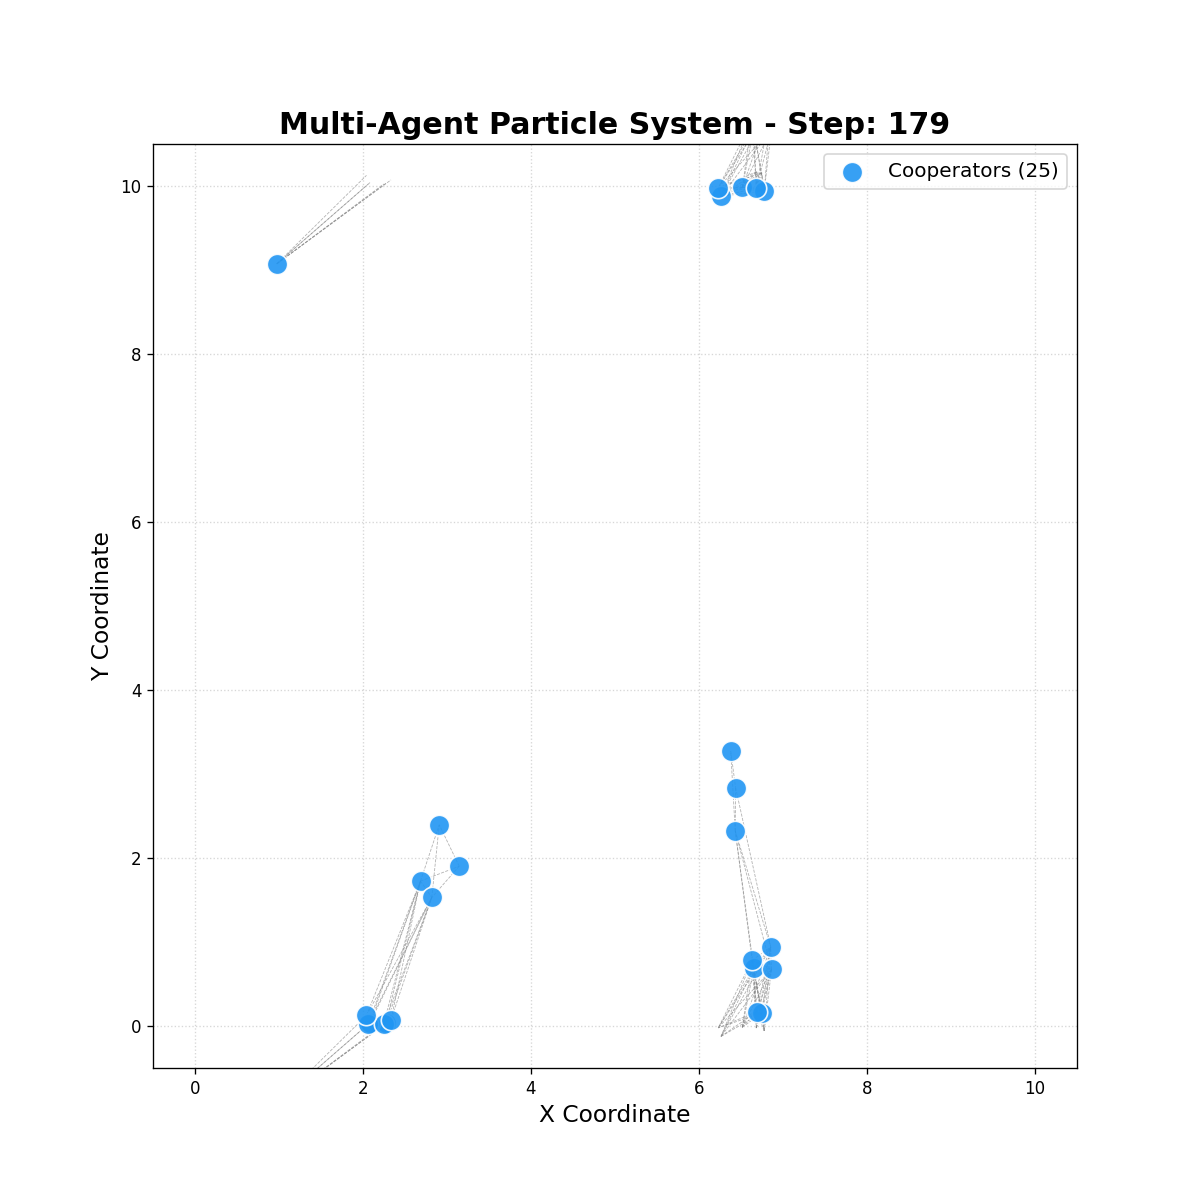 Multi-Agent Particle System - Step: 179
Cooperators (25)
10
8
6
4
2
0
Y Coordinate
0 2 4 6 8 10
X Coordinate